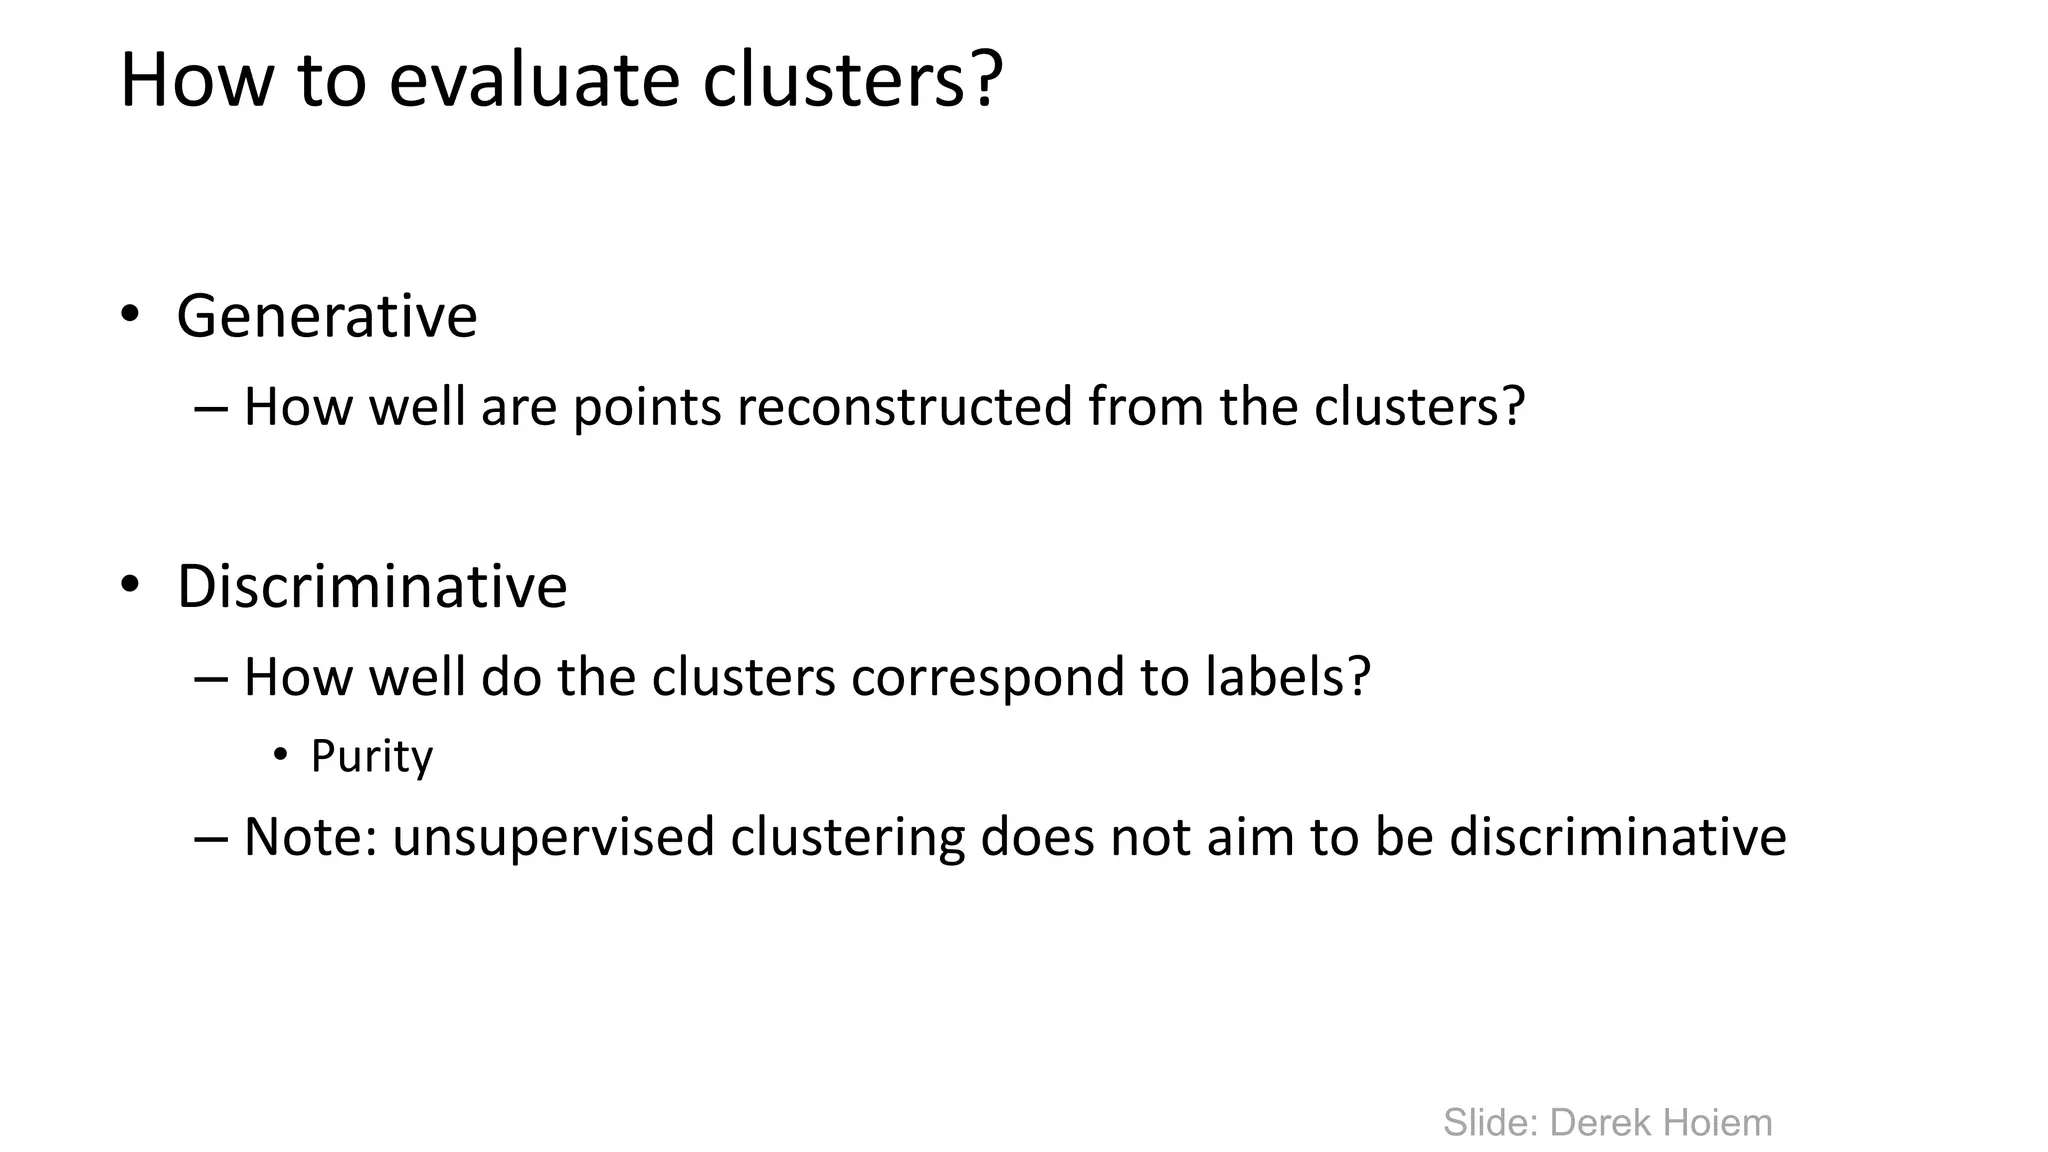 How to evaluate clusters?
• Generative
– How well are points reconstructed from the clusters?
• Discriminative
– How well do the clusters correspond to labels?
• Purity
– Note: unsupervised clustering does not aim to be discriminative
Slide: Derek Hoiem